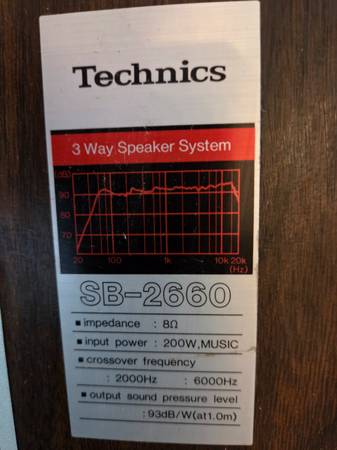 Technics
3 Way Speaker System
(dB)
90
80
70
20 100 1k 10k 20k
(Hz)
SB-2660
■ impedance : 8Ω
■ input power : 200W,MUSIC
■ crossover frequency
: 2000Hz : 6000Hz
■ output sound pressure level
: 93dB/W(at1.0m)